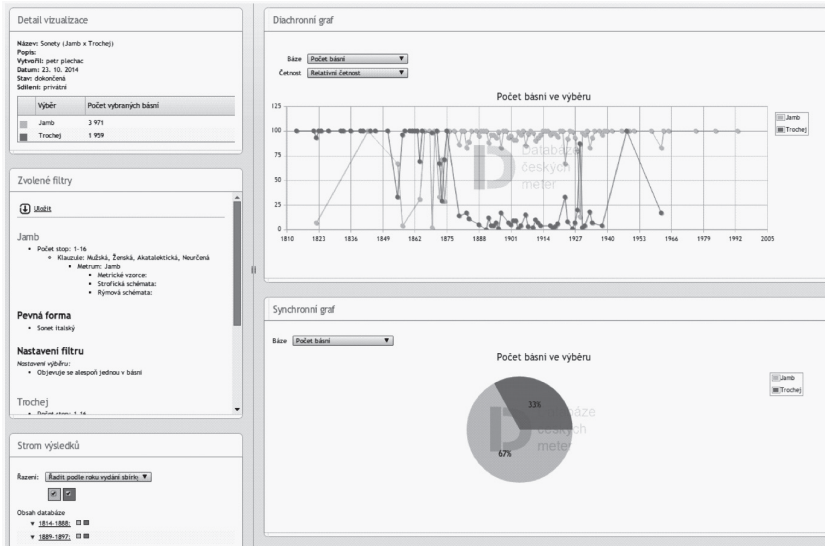 Detail vizualizace
Název: Sonety (Jamb x Trochej)
Popis:
Vytvořil: petr plechac
Datum: 23. 10. 2014
Stav: dokončená
Sdílení: privátní
Výběr Počet vybraných básní
Jamb 3 971
Trochej 1 959
Zvolené filtry
Uložit
Jamb
Počet stop: 1-16
Klauzule: Mužská, Ženská, Akatalektická, Neurčená
Metrum: Jamb
Metrické vzorce:
Strofická schémata:
Rýmová schémata:
Pevná forma
Sonet italský
Nastavení filtru
Nastavení výběru:
Objevuje se alespoň jednou v básni
Trochej
Počet stop: 1-16
Strom výsledků
Řazení: Řadit podle roku vydání sbírky
Obsah databáze
1814-1888:
1889-1897:
Diachronní graf
Báze Počet básní
Četnost Relativní četnost
Počet básní ve výběru
125
100
75
50
25
0
1810 1823 1836 1849 1862 1875 1888 1901 1914 1927 1940 1953 1966 1979 1992 2005
Jamb
Trochej
Databáze
českých
meter
Synchronní graf
Báze Počet básní
Počet básní ve výběru
33%
67%
Jamb
Trochej
Databáze
českých
meter